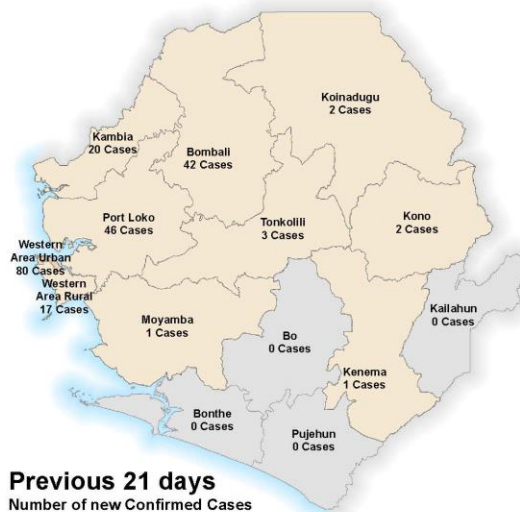 Koinadugu
2 Cases
Kambia
20 Cases
Bombali
42 Cases
Port Loko
46 Cases
Tonkolili
3 Cases
Kono
2 Cases
Western
Area Urban
80 Cases
Western
Area Rural
17 Cases
Kailahun
0 Cases
Moyamba
1 Cases
Bo
0 Cases
Kenema
1 Cases
Bonthe
0 Cases
Pujehun
0 Cases
Previous 21 days
Number of new Confirmed Cases